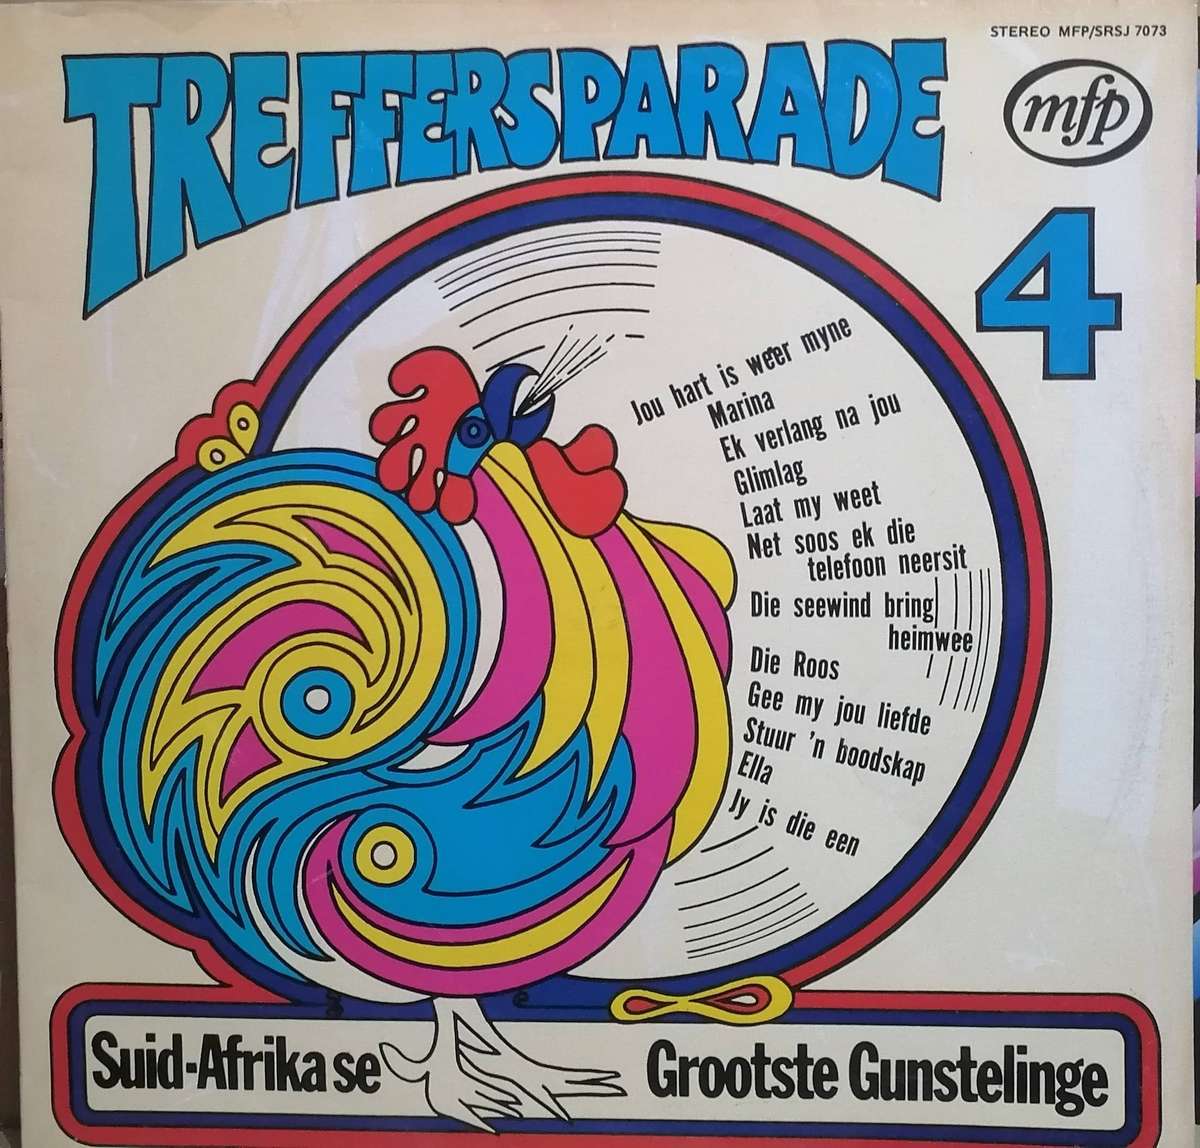 STEREO MFP/SRSJ 7073
TREFFERSPARADE
mfp
4
Jou hart is weer myne
Marina
Ek verlang na jou
Glimlag
Laat my weet
Net soos ek die
telefoon neersit
Die seewind bring
heimwee
Die Roos
Gee my jou liefde
Stuur 'n boodskap
Ella
Jy is die een
Suid-Afrika se Grootste Gunstelinge